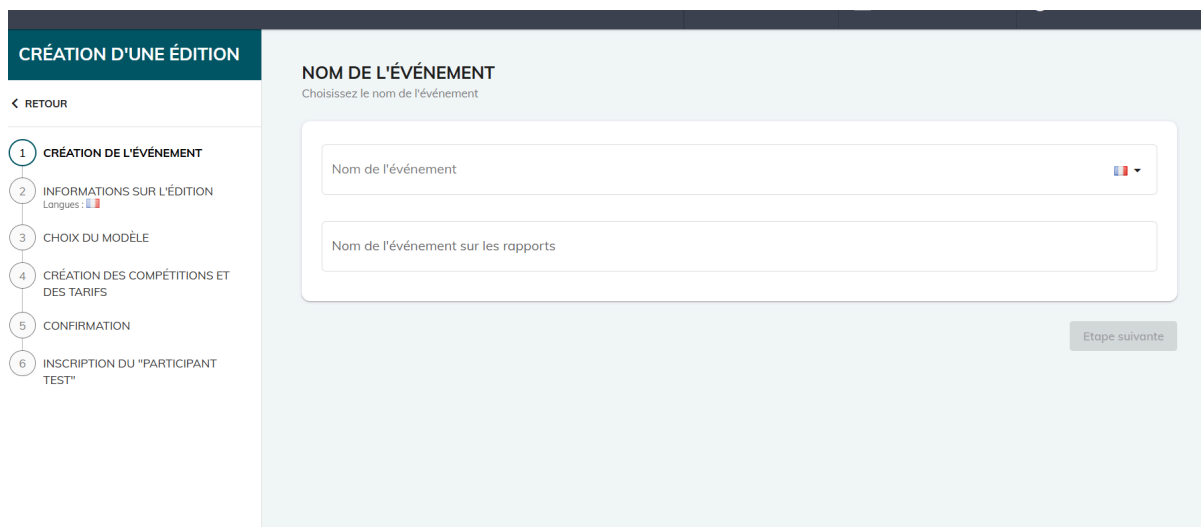 CRÉATION D'UNE ÉDITION
RETOUR
1 CRÉATION DE L'ÉVÉNEMENT
2 INFORMATIONS SUR L'ÉDITION
Langues :
3 CHOIX DU MODÈLE
4 CRÉATION DES COMPÉTITIONS ET
DES TARIFS
5 CONFIRMATION
6 INSCRIPTION DU "PARTICIPANT
TEST"
NOM DE L'ÉVÉNEMENT
Choisissez le nom de l'événement
Nom de l'événement
Nom de l'événement sur les rapports
Etape suivante